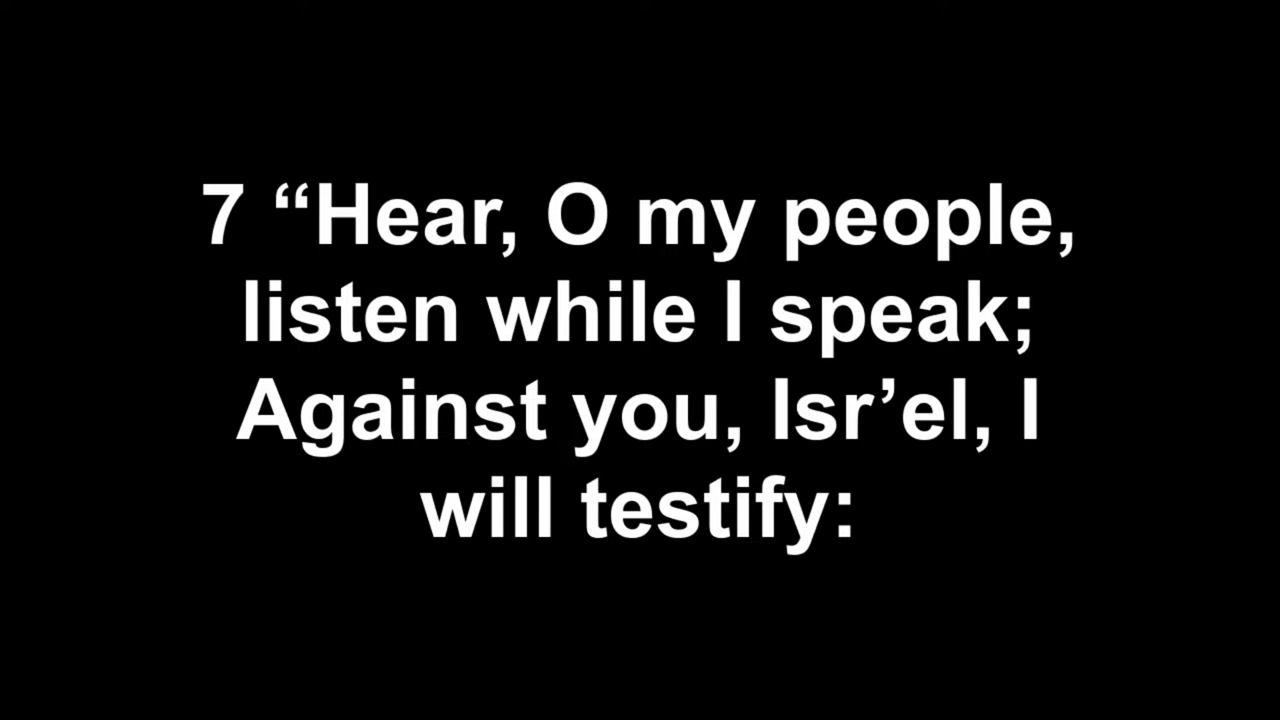 7 “Hear, O my people,
listen while I speak;
Against you, Isr’el, I
will testify: